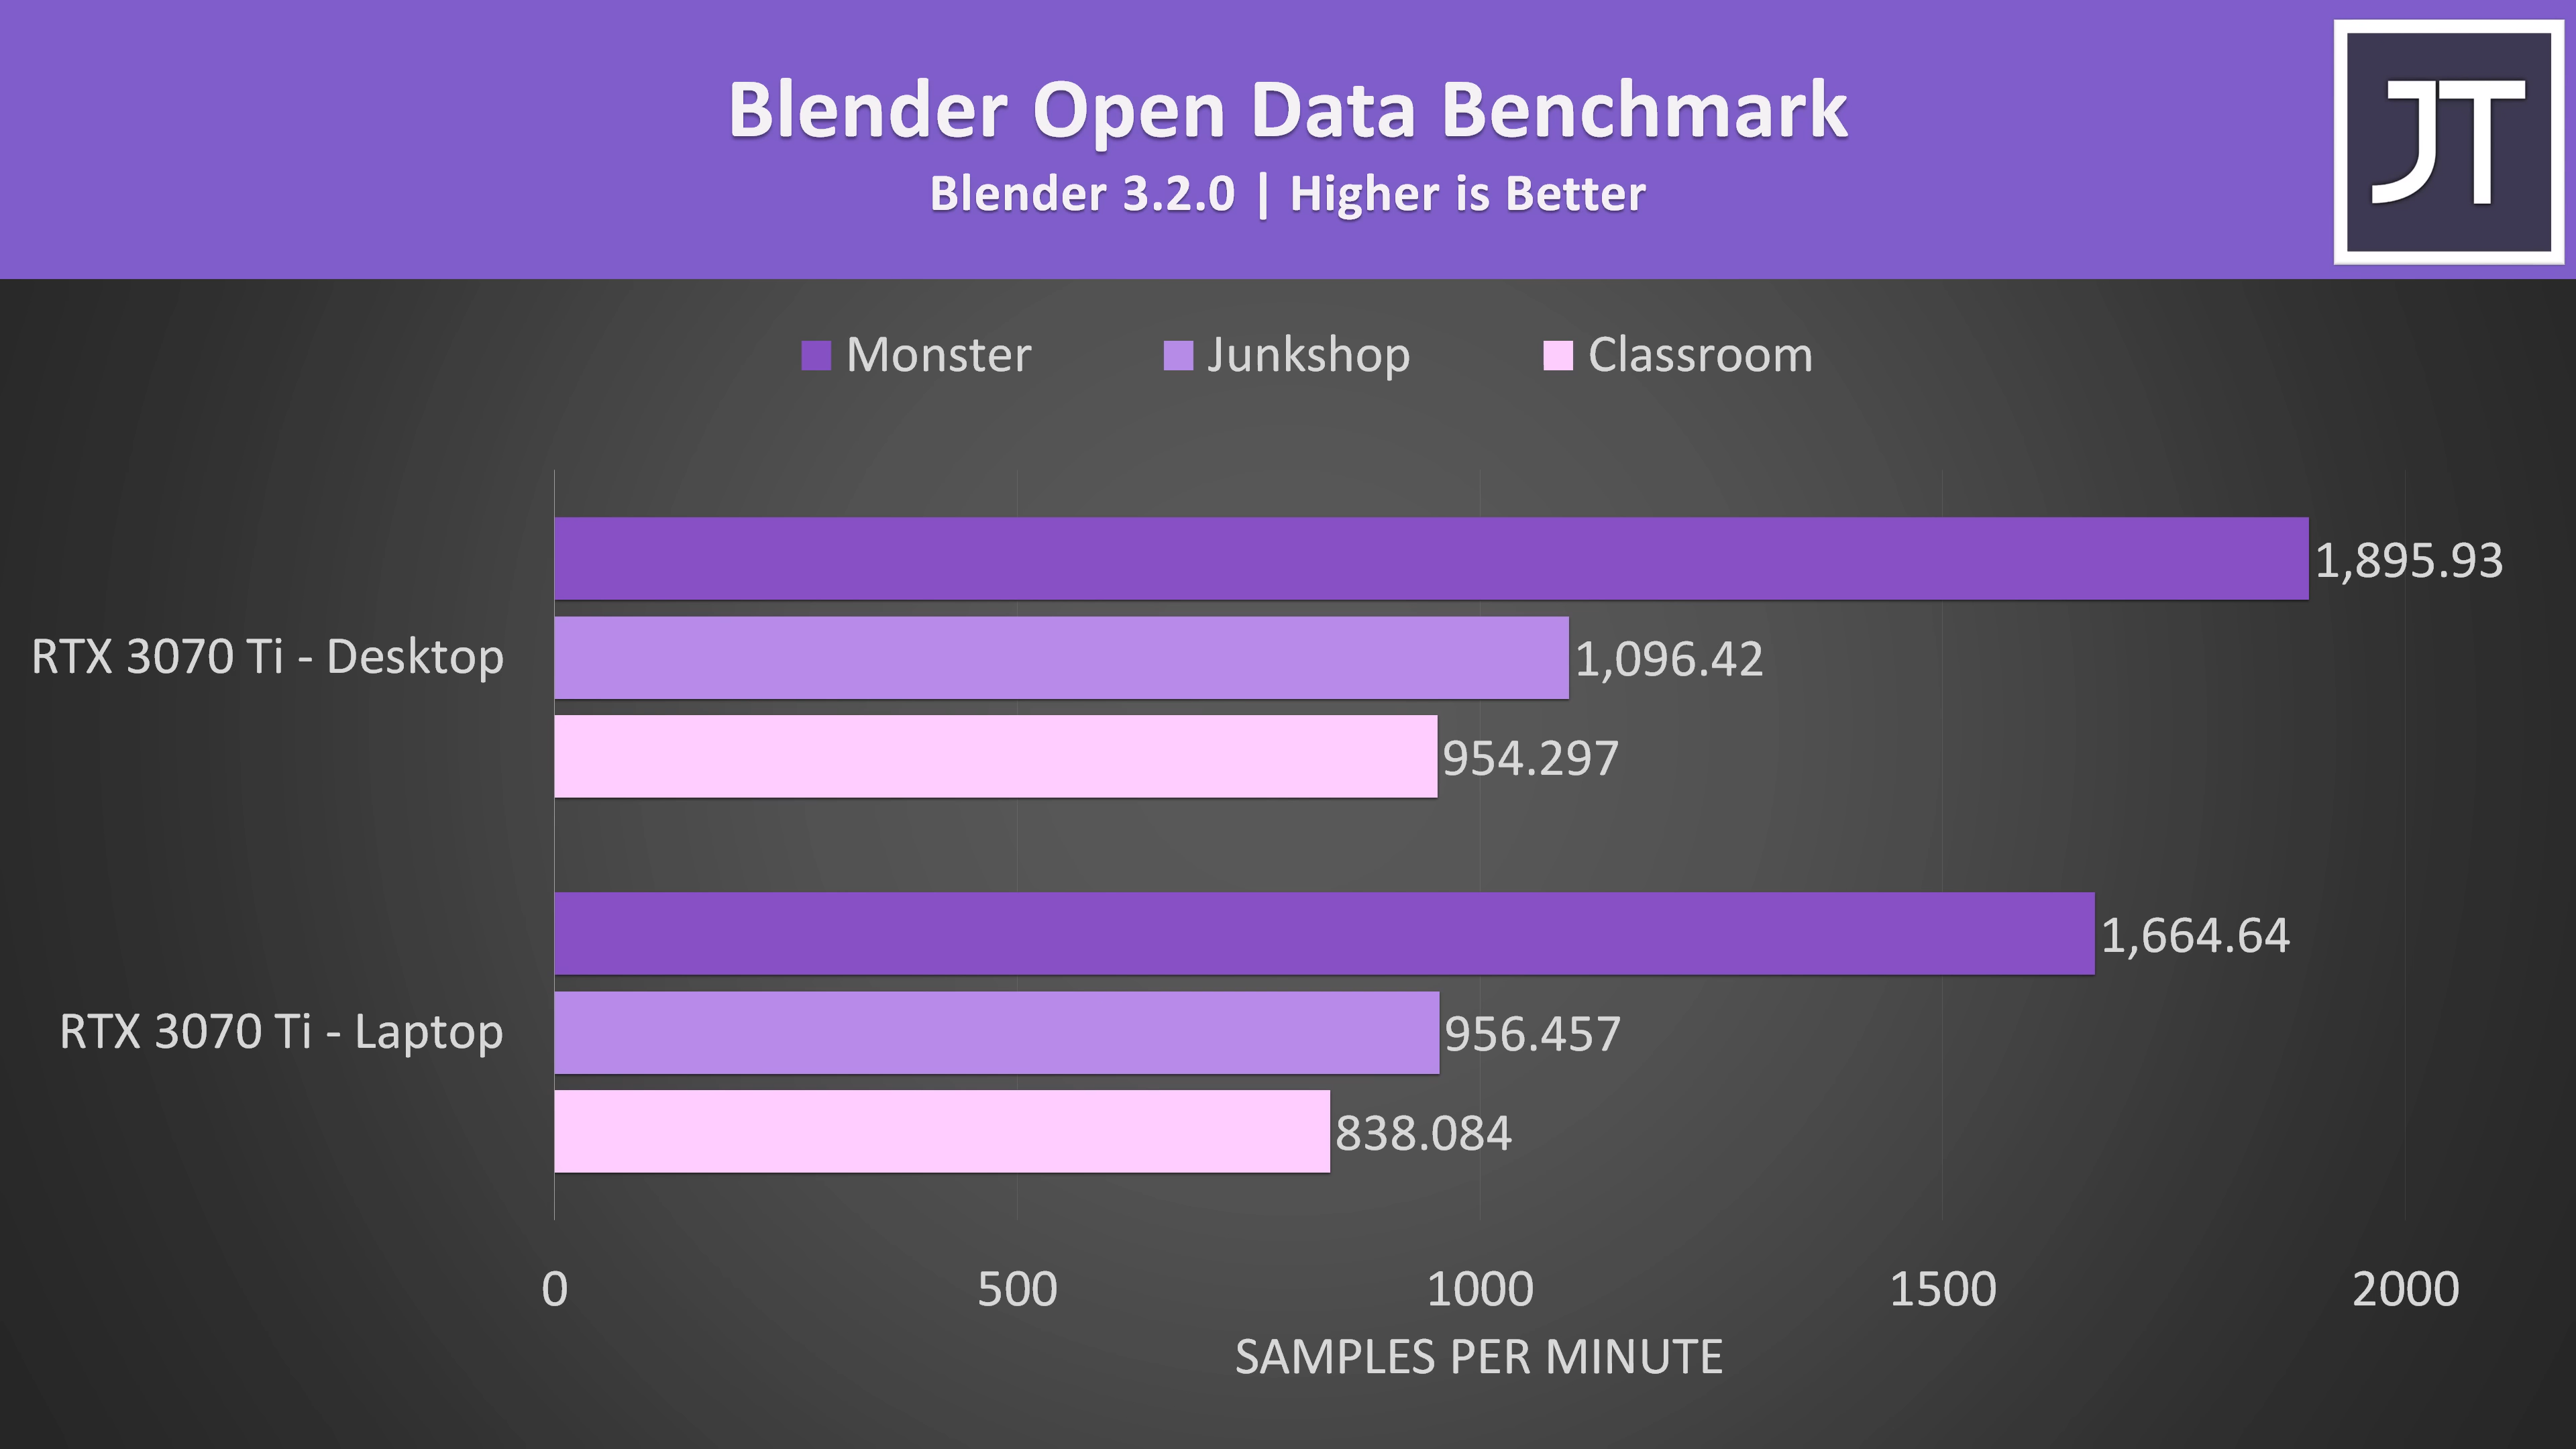 Blender Open Data Benchmark
Blender 3.2.0 | Higher is Better
JT
Monster Junkshop Classroom
RTX 3070 Ti - Desktop
1,895.93
1,096.42
954.297
RTX 3070 Ti - Laptop
1,664.64
956.457
838.084
0 500 1000 1500 2000
SAMPLES PER MINUTE